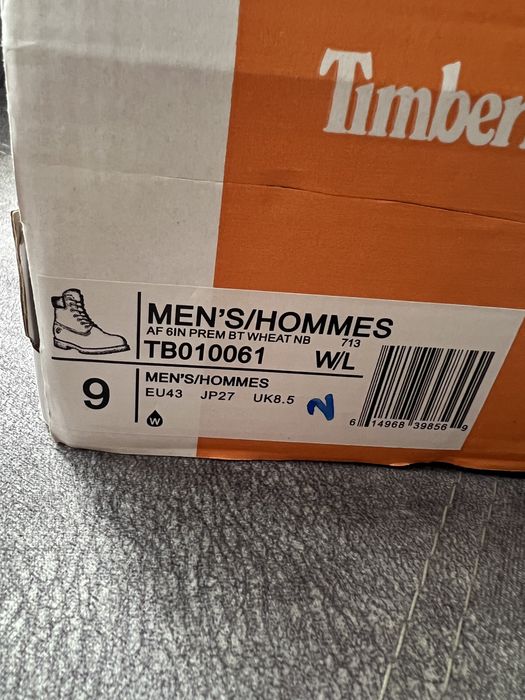 Timber
MEN'S/HOMMES
AF 6IN PREM BT WHEAT NB 713
TB010061 W/L
9
MEN'S/HOMMES
EU43 JP27 UK8.5
2
W
6 14968 39856 9